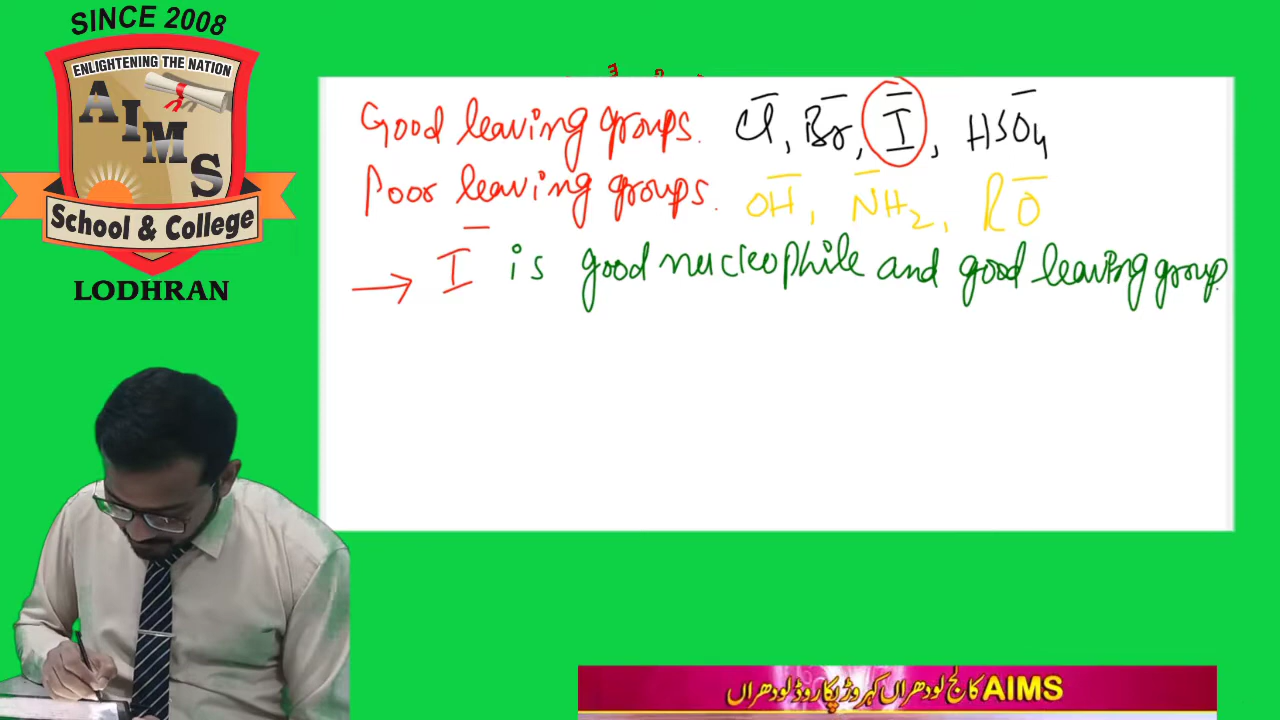 SINCE 2008
ENLIGHTENING THE NATION
AIMS
School & College
LODHRAN
Good leaving groups. Cl⁻, Br⁻, I⁻, HSO₄⁻
Poor leaving groups. OH⁻, NH₂⁻, RO⁻
→ I⁻ is good nucleophile and good leaving group.
AIMS کالج لودھراں کہروڑپکا روڈ لودھراں